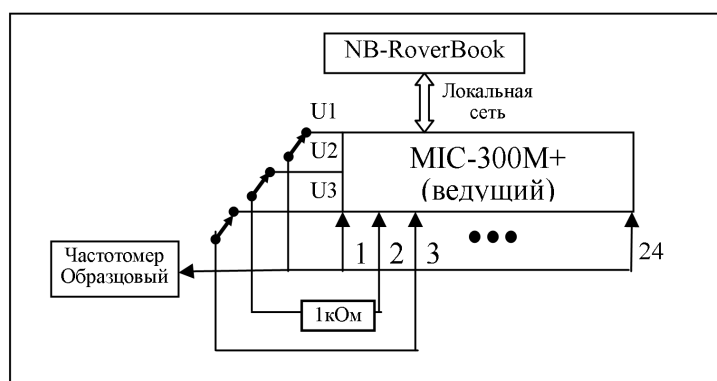 NB-RoverBook
Локальная
сеть
U1
U2
U3
MIC-300M+
(ведущий)
Частотомер
Образцовый
1
2
3
24
1кОм